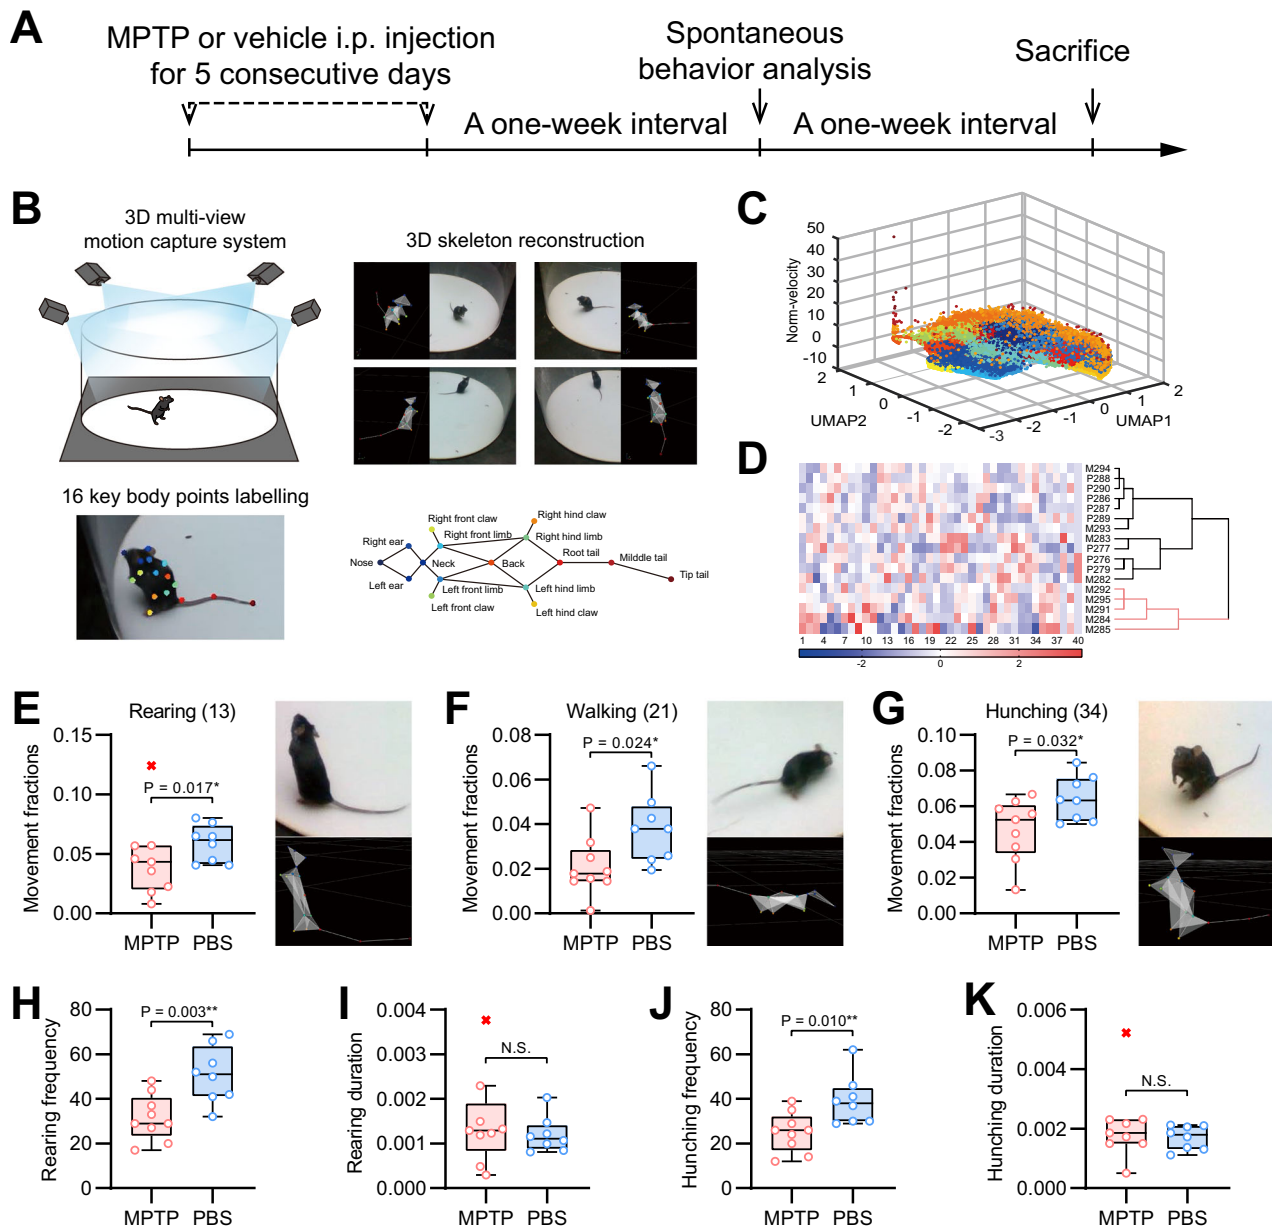 A
MPTP or vehicle i.p. injection
for 5 consecutive days
Spontaneous
behavior analysis
Sacrifice
A one-week interval
A one-week interval
B
3D multi-view
motion capture system
3D skeleton reconstruction
16 key body points labelling
Right front claw
Right hind claw
Right ear
Right front limb
Right hind limb
Nose
Neck
Back
Root tail
Milddle tail
Tip tail
Left ear
Left front limb
Left hind limb
Left front claw
Left hind claw
C
Norm-velocity
50
40
30
20
10
0
-10
2
1
0
-1
-2
UMAP2
-3
-2
-1
0
1
2
UMAP1
D
M294
P288
P290
P286
P287
P289
M293
M283
P277
P276
P279
M282
M292
M295
M291
M284
M285
1 4 7 10 13 16 19 22 25 28 31 34 37 40
-2 0 2
E
Rearing (13)
Movement fractions
0.15
0.10
0.05
0.00
P = 0.017*
MPTP PBS
F
Walking (21)
Movement fractions
0.08
0.06
0.04
0.02
0.00
P = 0.024*
MPTP PBS
G
Hunching (34)
Movement fractions
0.10
0.08
0.06
0.04
0.02
0.00
P = 0.032*
MPTP PBS
H
Rearing frequency
80
60
40
20
0
P = 0.003**
MPTP PBS
I
Rearing duration
0.004
0.003
0.002
0.001
0.000
N.S.
MPTP PBS
J
Hunching frequency
80
60
40
20
0
P = 0.010**
MPTP PBS
K
Hunching duration
0.006
0.004
0.002
0.000
N.S.
MPTP PBS